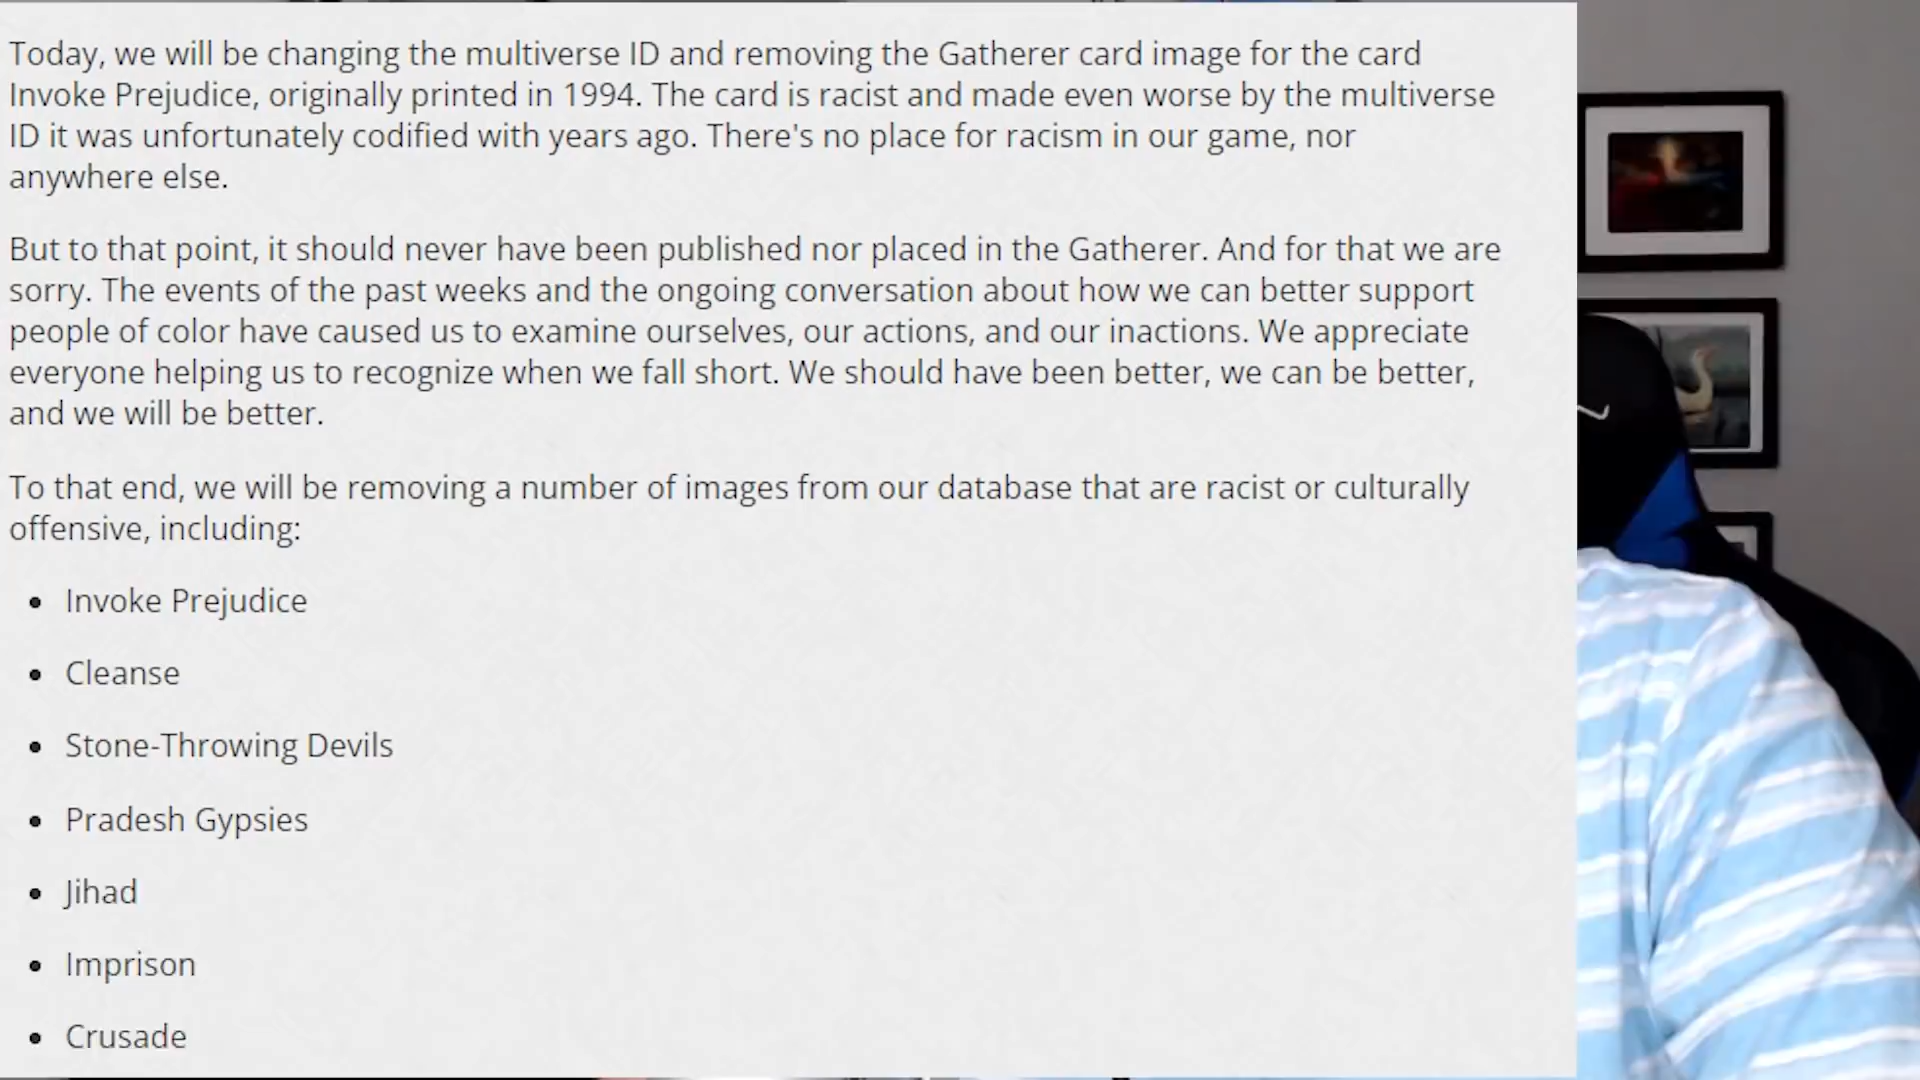 Today, we will be changing the multiverse ID and removing the Gatherer card image for the card
Invoke Prejudice, originally printed in 1994. The card is racist and made even worse by the multiverse
ID it was unfortunately codified with years ago. There's no place for racism in our game, nor
anywhere else.
But to that point, it should never have been published nor placed in the Gatherer. And for that we are
sorry. The events of the past weeks and the ongoing conversation about how we can better support
people of color have caused us to examine ourselves, our actions, and our inactions. We appreciate
everyone helping us to recognize when we fall short. We should have been better, we can be better,
and we will be better.
To that end, we will be removing a number of images from our database that are racist or culturally
offensive, including:
• Invoke Prejudice
• Cleanse
• Stone-Throwing Devils
• Pradesh Gypsies
• Jihad
• Imprison
• Crusade